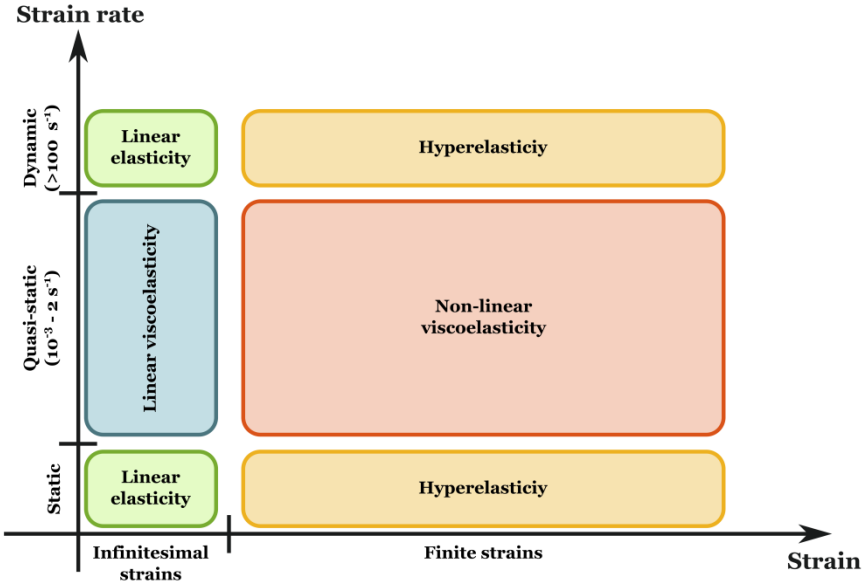 Strain rate
Dynamic
(>100 s⁻¹)
Linear
elasticity
Hyperelasticiy
Quasi-static
(10⁻³ - 2 s⁻¹)
Linear viscoelasticity
Non-linear
viscoelasticity
Static
Linear
elasticity
Hyperelasticiy
Infinitesimal
strains
Finite strains
Strain